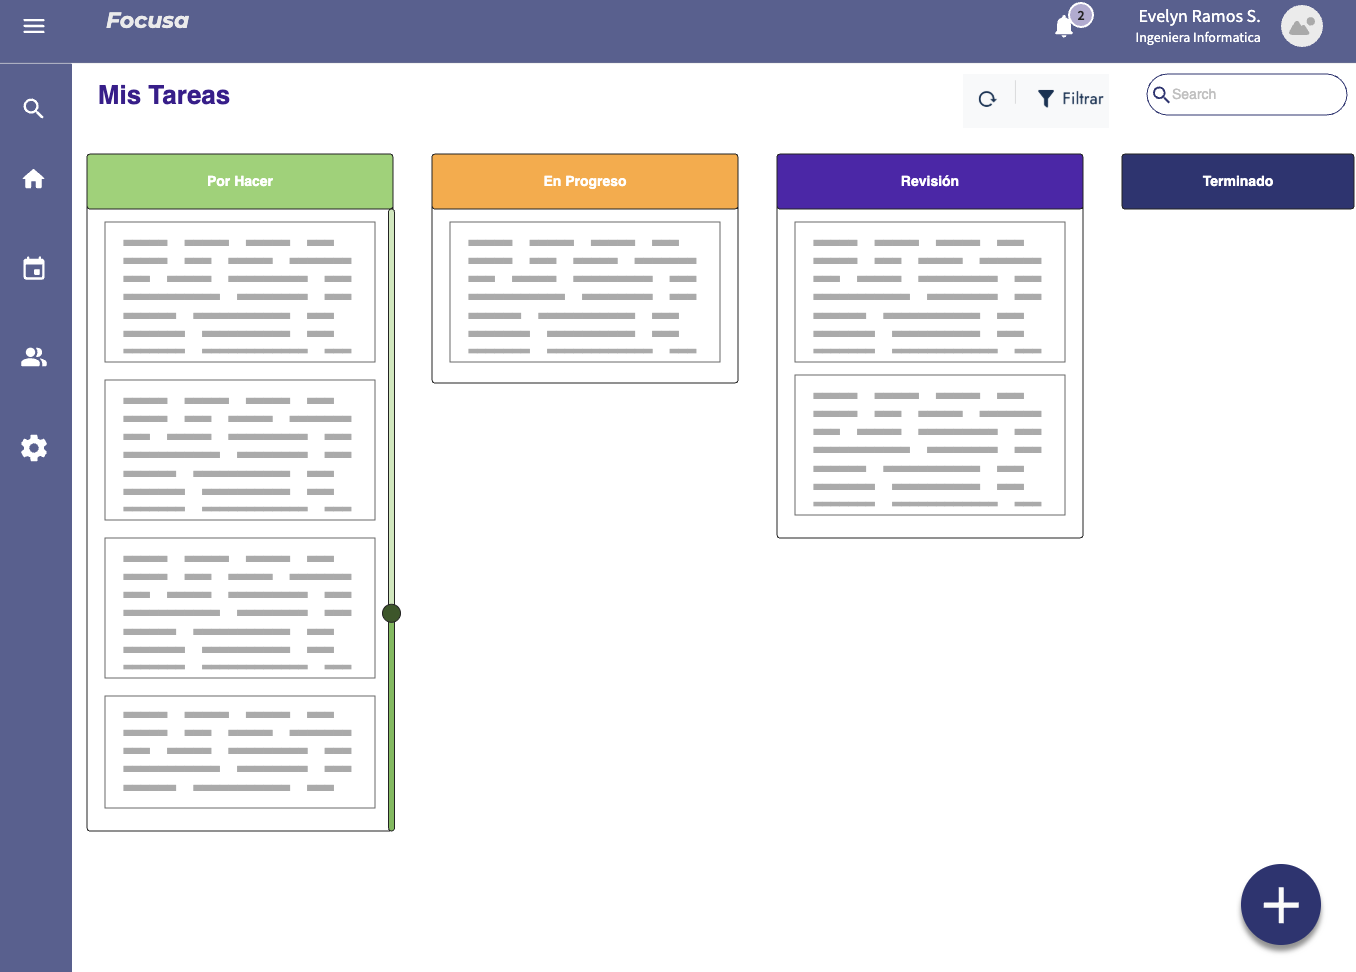 Focusa
2
Evelyn Ramos S.
Ingeniera Informatica
Mis Tareas
Filtrar
Search
Por Hacer
En Progreso
Revisión
Terminado